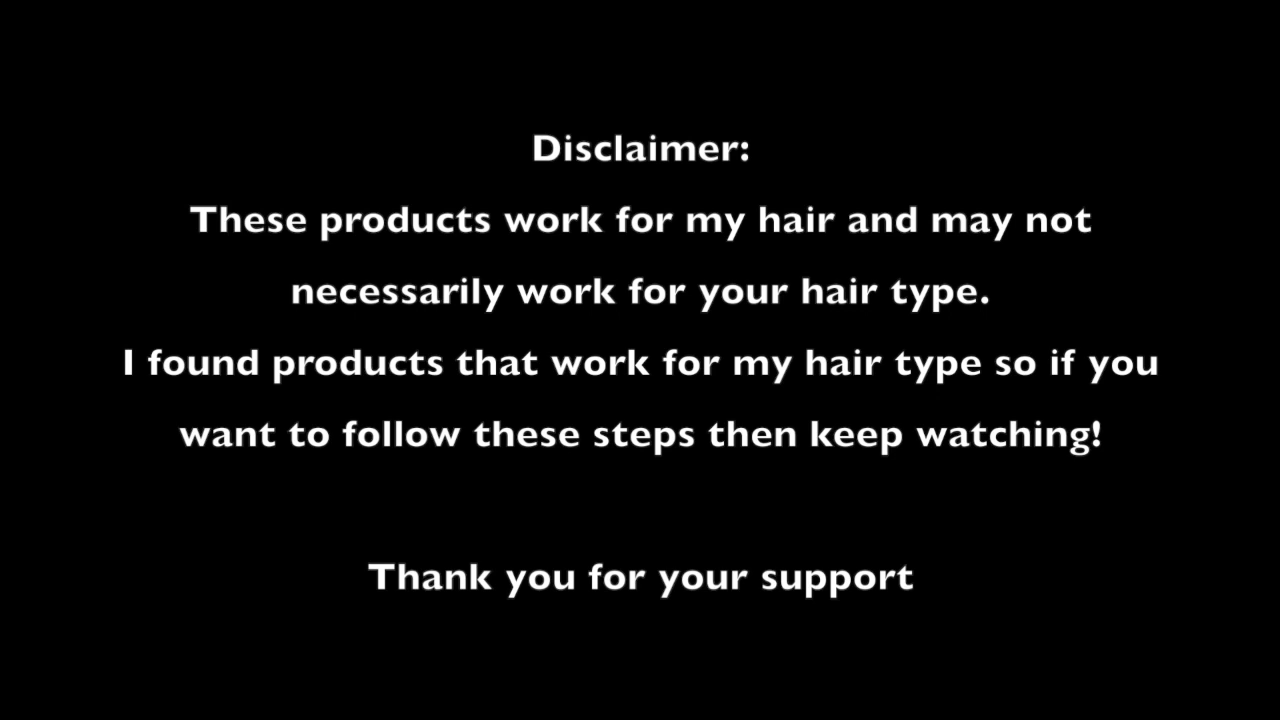 Disclaimer:
These products work for my hair and may not
necessarily work for your hair type.
I found products that work for my hair type so if you
want to follow these steps then keep watching!
Thank you for your support